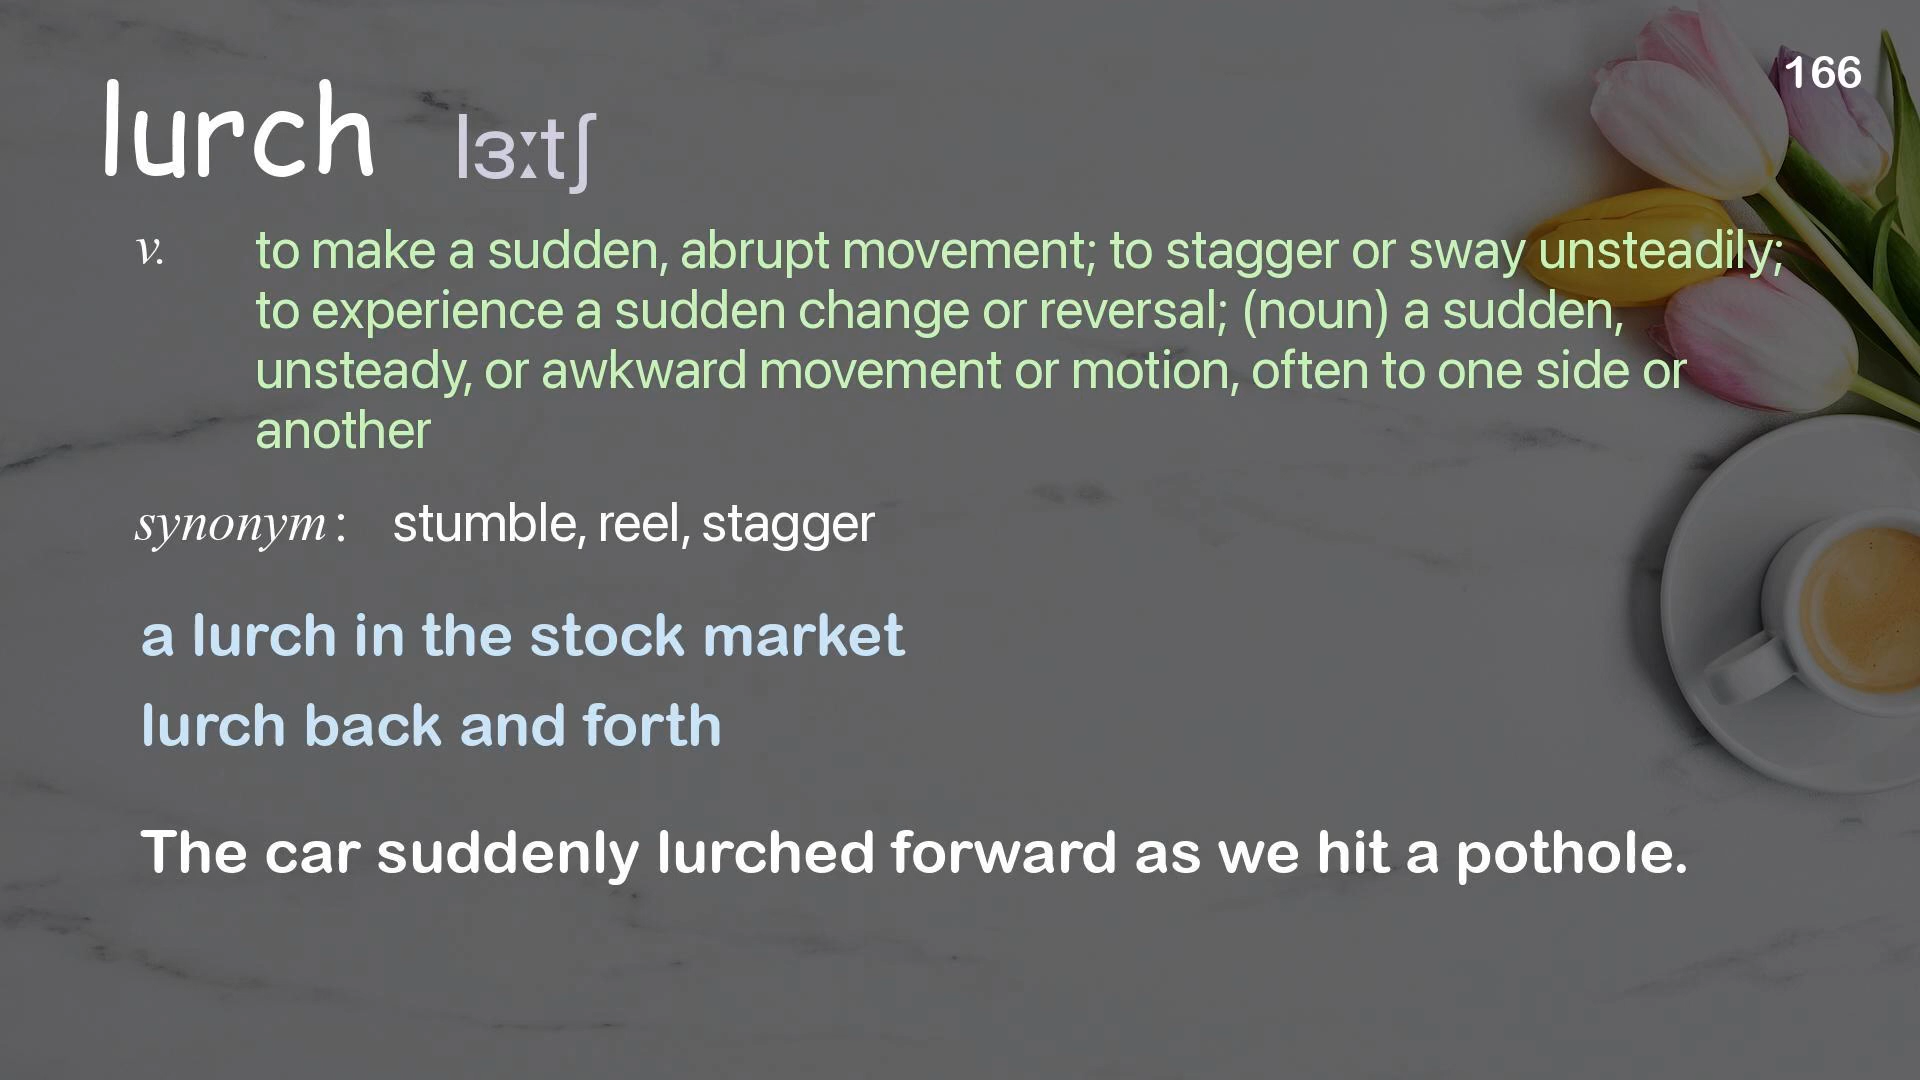 166
lurch lɜːtʃ
v. to make a sudden, abrupt movement; to stagger or sway unsteadily;
to experience a sudden change or reversal; (noun) a sudden,
unsteady, or awkward movement or motion, often to one side or
another
synonym : stumble, reel, stagger
a lurch in the stock market
lurch back and forth
The car suddenly lurched forward as we hit a pothole.